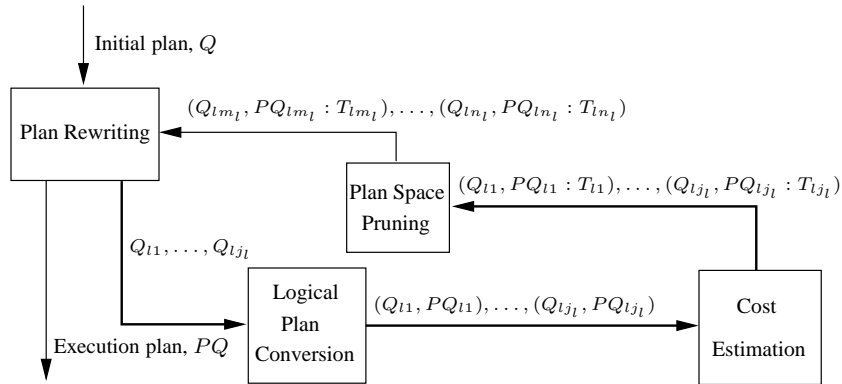 Initial plan, Q
(Q_{lm_l}, PQ_{lm_l} : T_{lm_l}), . . . , (Q_{ln_l}, PQ_{ln_l} : T_{ln_l})
Plan Rewriting
(Q_{l1}, PQ_{l1} : T_{l1}), . . . , (Q_{lj_l}, PQ_{lj_l} : T_{lj_l})
Plan Space
Pruning
Q_{l1}, . . . , Q_{lj_l}
Logical
Plan
Conversion
(Q_{l1}, PQ_{l1}), . . . , (Q_{lj_l}, PQ_{lj_l})
Cost
Estimation
Execution plan, PQ